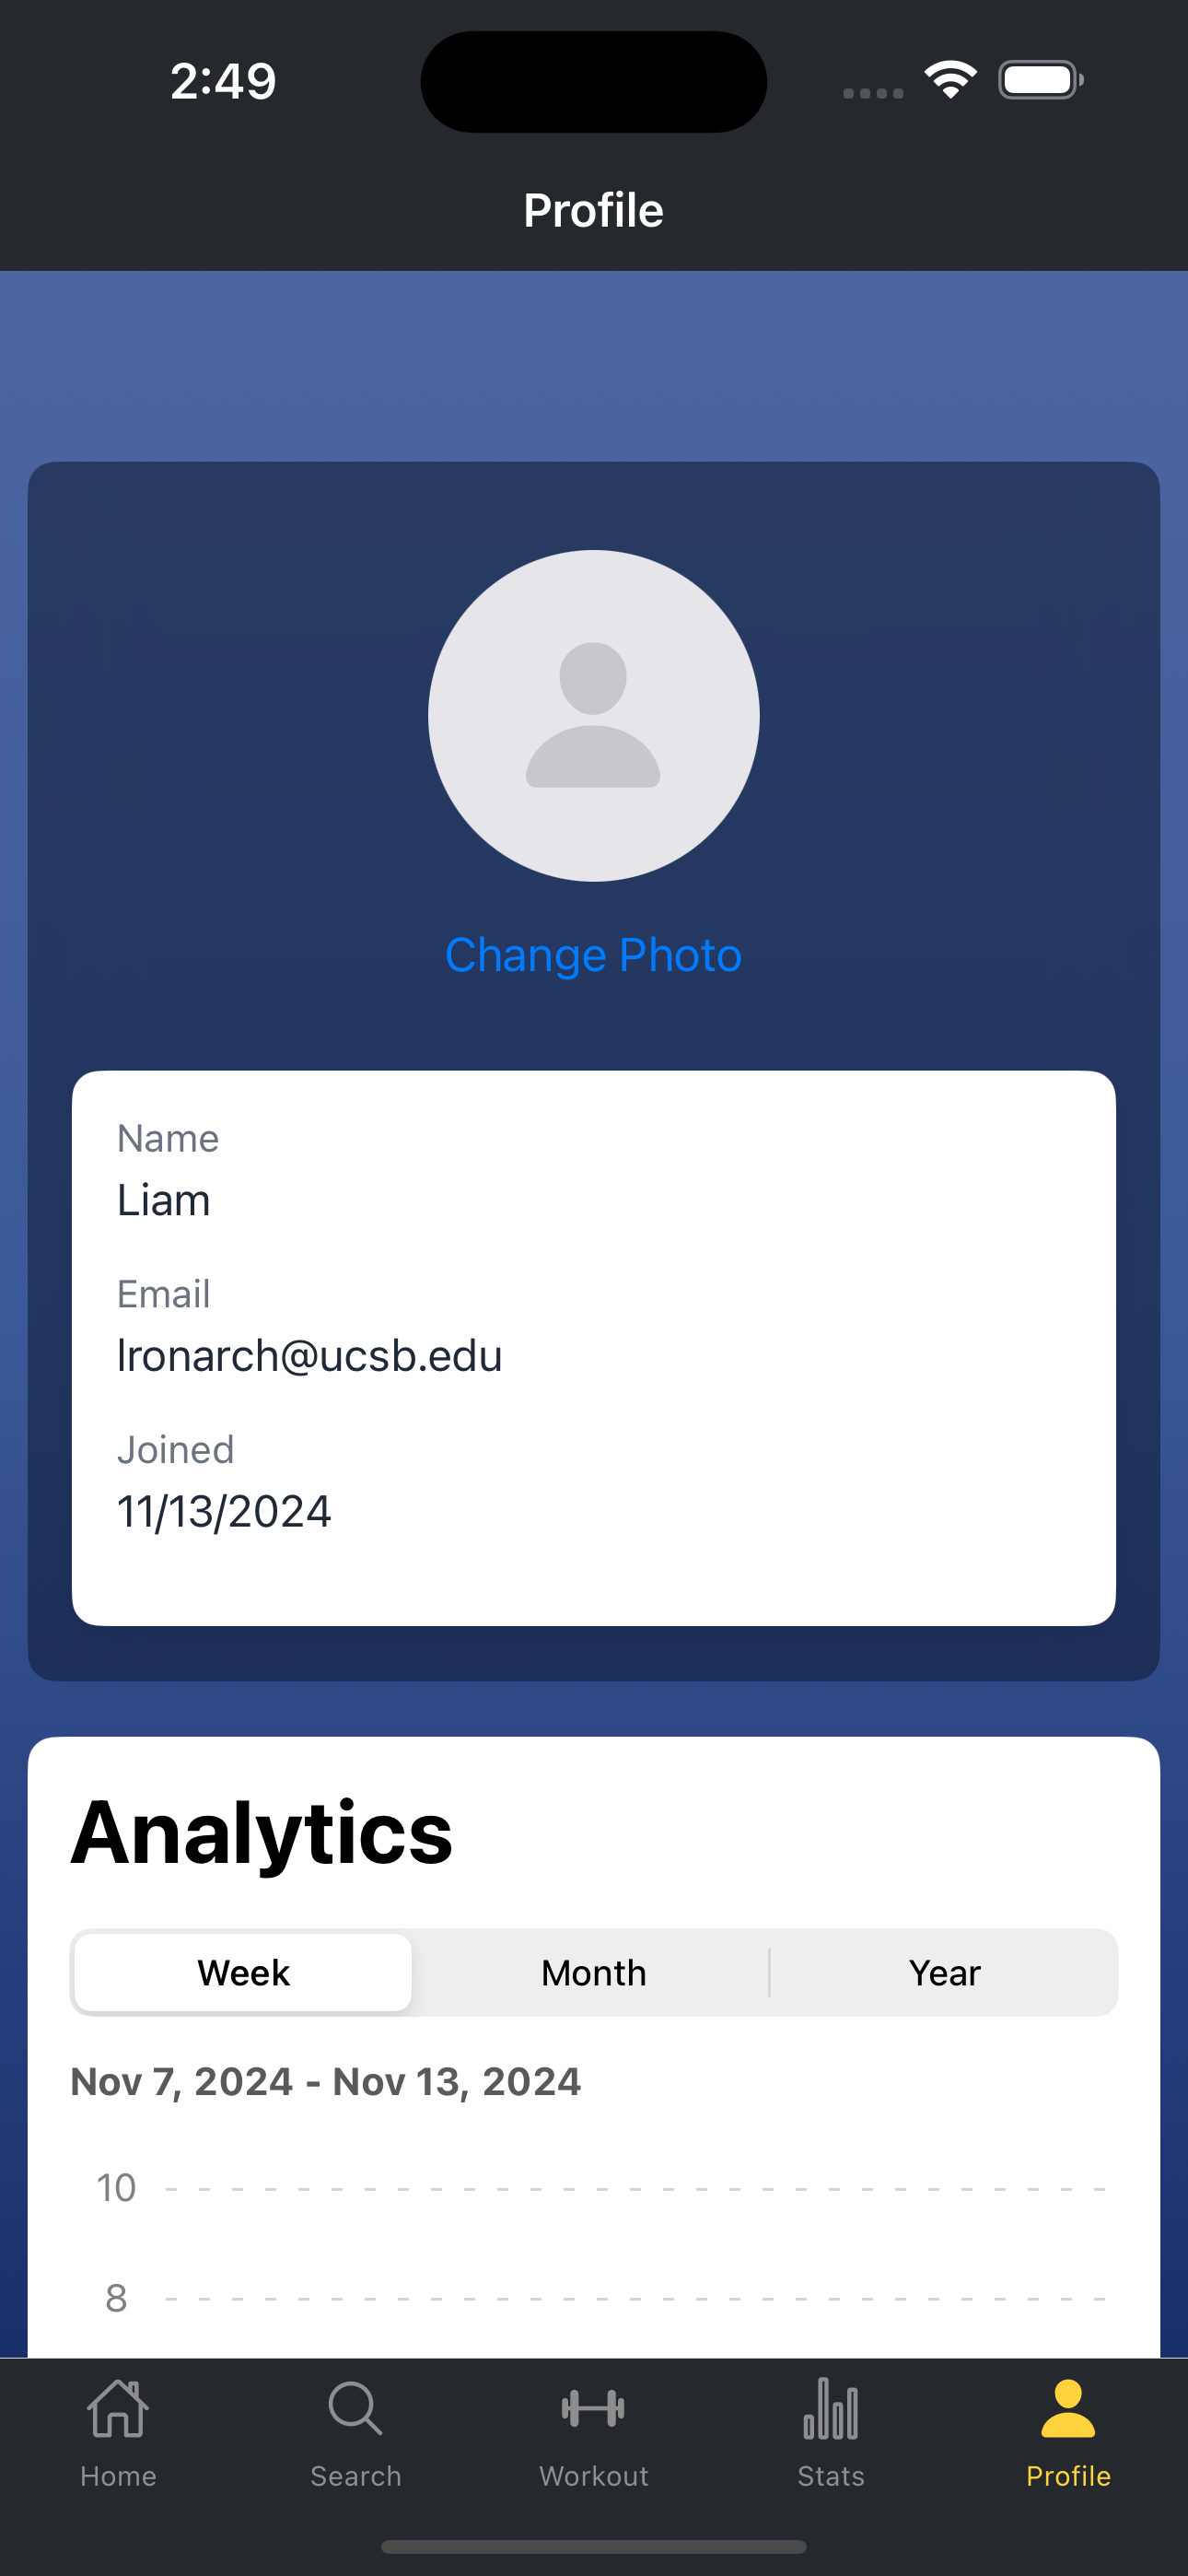 2:49
Profile
Change Photo
Name
Liam
Email
lronarch@ucsb.edu
Joined
11/13/2024
Analytics
Week Month Year
Nov 7, 2024 - Nov 13, 2024
10
8
Home Search Workout Stats Profile